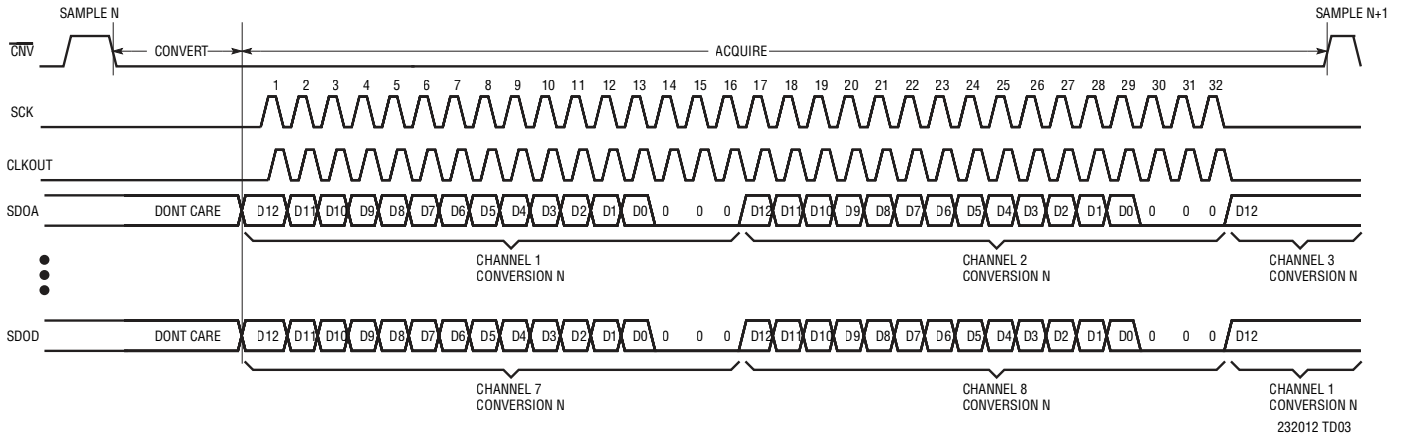 SAMPLE N SAMPLE N+1
CNV CONVERT ACQUIRE
1 2 3 4 5 6 7 8 9 10 11 12 13 14 15 16 17 18 19 20 21 22 23 24 25 26 27 28 29 30 31 32
SCK
CLKOUT
SDOA DONT CARE D12 D11 D10 D9 D8 D7 D6 D5 D4 D3 D2 D1 D0 0 0 0 D12 D11 D10 D9 D8 D7 D6 D5 D4 D3 D2 D1 D0 0 0 0 D12
CHANNEL 1 CHANNEL 2 CHANNEL 3
CONVERSION N CONVERSION N CONVERSION N
SDOD DONT CARE D12 D11 D10 D9 D8 D7 D6 D5 D4 D3 D2 D1 D0 0 0 0 D12 D11 D10 D9 D8 D7 D6 D5 D4 D3 D2 D1 D0 0 0 0 D12
CHANNEL 7 CHANNEL 8 CHANNEL 1
CONVERSION N CONVERSION N CONVERSION N
232012 TD03